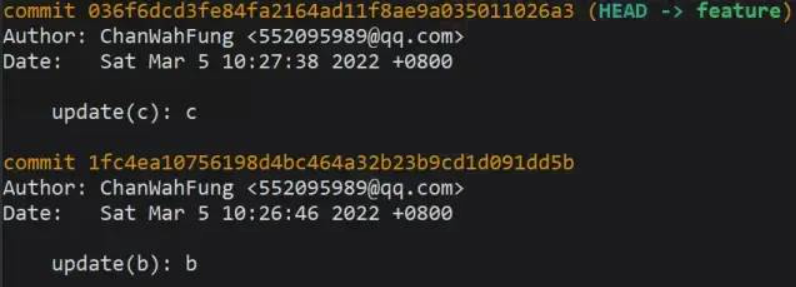 commit 036f6dcd3fe84fa2164ad11f8ae9a035011026a3 (HEAD -> feature)
Author: ChanWahFung <552095989@qq.com>
Date:   Sat Mar 5 10:27:38 2022 +0800
    update(c): c
commit 1fc4ea10756198d4bc464a32b23b9cd1d091dd5b
Author: ChanWahFung <552095989@qq.com>
Date:   Sat Mar 5 10:26:46 2022 +0800
    update(b): b